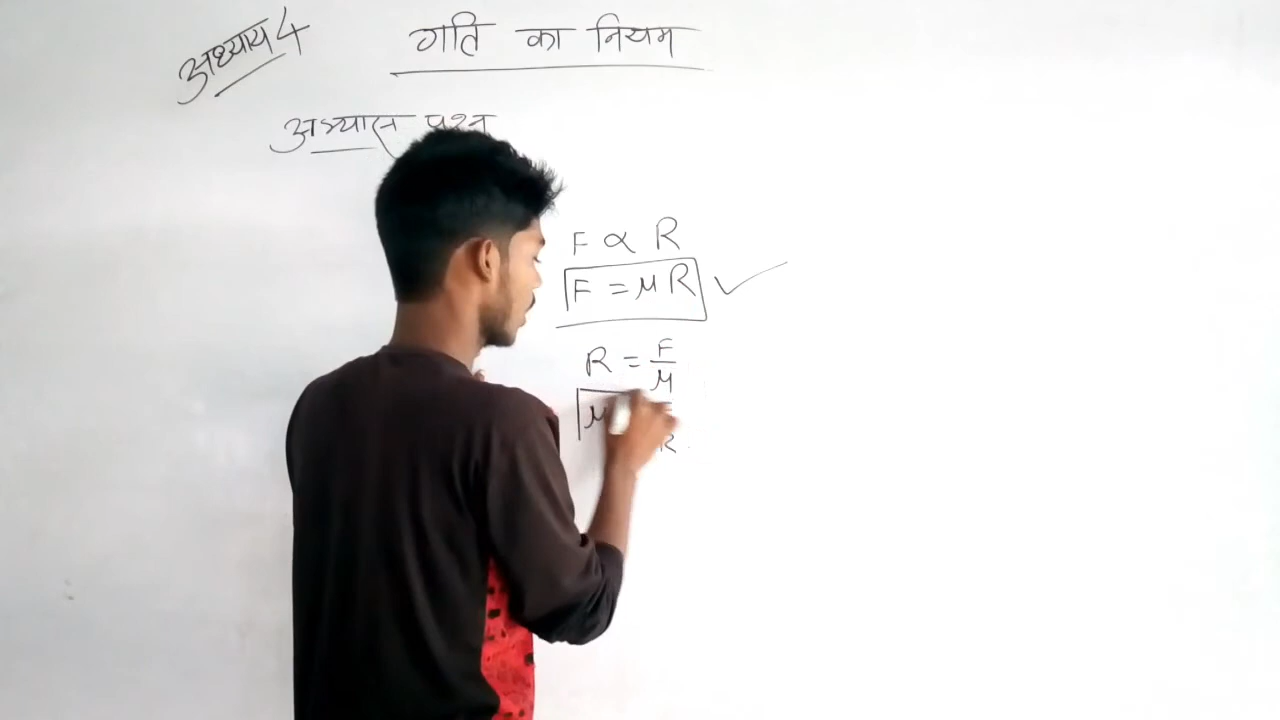 अध्याय 4
गति का नियम
अभ्यास प्रश्न
F ∝ R
F = μR
R = F/μ
μ
R